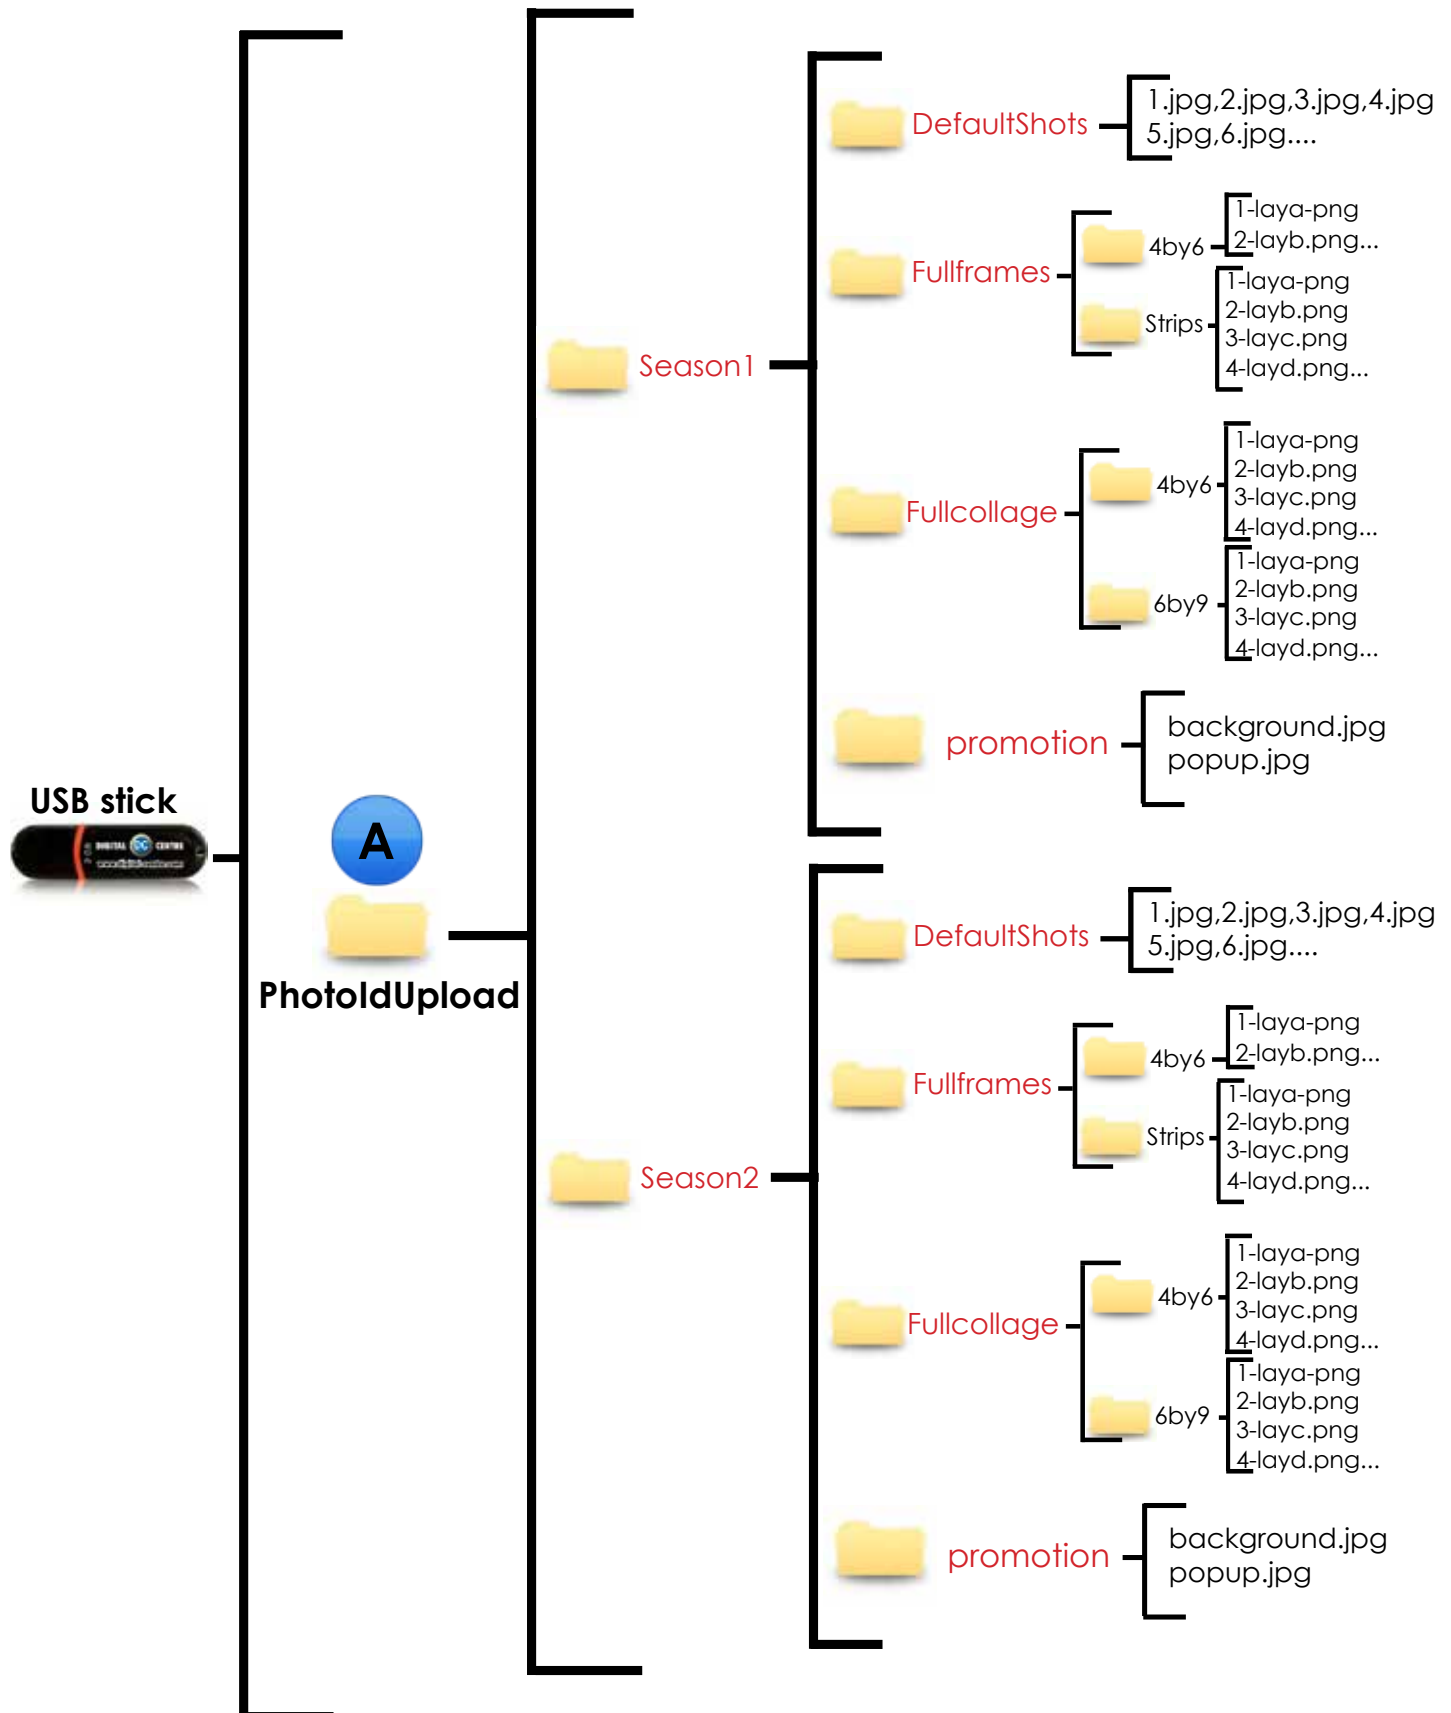 USB stick
DIGITAL DC CENTRE
A
PhotoIdUpload
Season1
DefaultShots
1.jpg,2.jpg,3.jpg,4.jpg
5.jpg,6.jpg....
Fullframes
4by6
1-laya-png
2-layb.png...
Strips
1-laya-png
2-layb.png
3-layc.png
4-layd.png...
Fullcollage
4by6
1-laya-png
2-layb.png
3-layc.png
4-layd.png...
6by9
1-laya-png
2-layb.png
3-layc.png
4-layd.png...
promotion
background.jpg
popup.jpg
Season2
DefaultShots
1.jpg,2.jpg,3.jpg,4.jpg
5.jpg,6.jpg....
Fullframes
4by6
1-laya-png
2-layb.png...
Strips
1-laya-png
2-layb.png
3-layc.png
4-layd.png...
Fullcollage
4by6
1-laya-png
2-layb.png
3-layc.png
4-layd.png...
6by9
1-laya-png
2-layb.png
3-layc.png
4-layd.png...
promotion
background.jpg
popup.jpg